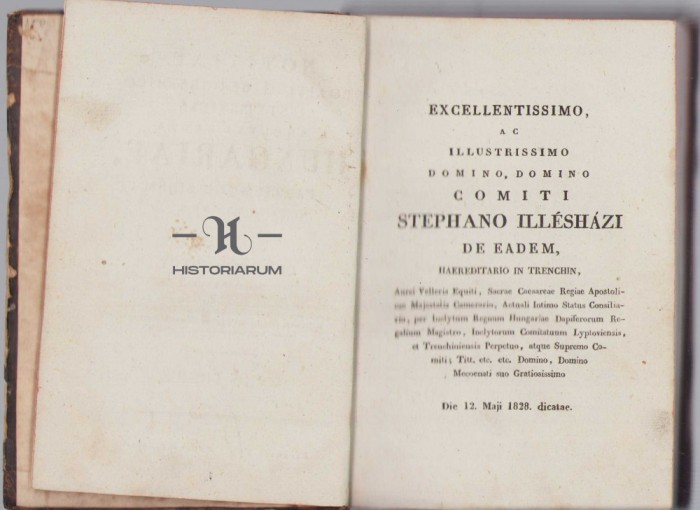 H
HISTORIARUM
EXCELLENTISSIMO,
AC
ILLUSTRISSIMO
DOMINO, DOMINO
COMITI
STEPHANO ILLÉSHÁZI
DE EADEM,
HAEREDITARIO IN TRENCHIN,
Aurei Velleris Equiti, Sacrae Caesareae Regiae Apostoli-
cae Majestatis Camerario, Actuali Intimo Status Consilia-
rio, per Inclytum Regnum Hungariae Dapiferorum Re-
galium Magistro, Inclytorum Comitatuum Lyptoviensis,
et Trenchiniensis Perpetuo, atque Supremo Co-
miti; Titt. etc. etc. Domino, Domino
Mecoenati suo Gratiosissimo
Die 12. Maji 1828. dicatae.